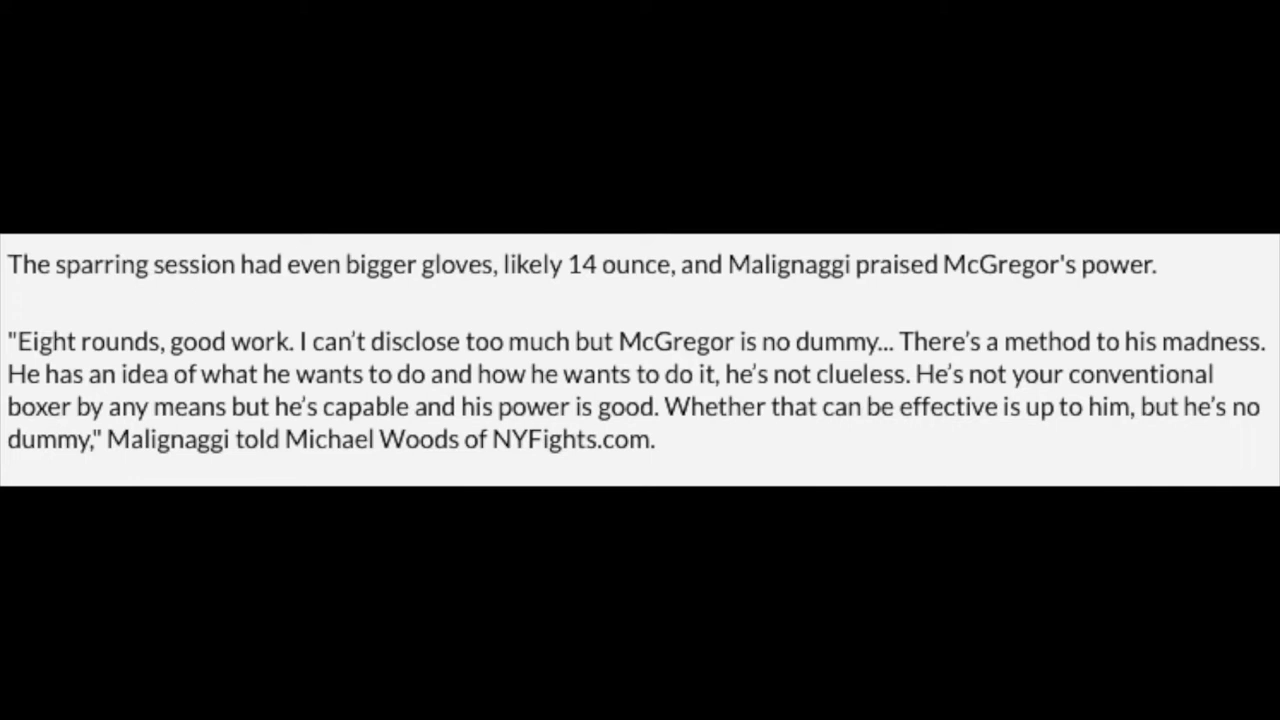 The sparring session had even bigger gloves, likely 14 ounce, and Malignaggi praised McGregor's power.
"Eight rounds, good work. I can’t disclose too much but McGregor is no dummy... There’s a method to his madness.
He has an idea of what he wants to do and how he wants to do it, he’s not clueless. He’s not your conventional
boxer by any means but he’s capable and his power is good. Whether that can be effective is up to him, but he’s no
dummy," Malignaggi told Michael Woods of NYFights.com.